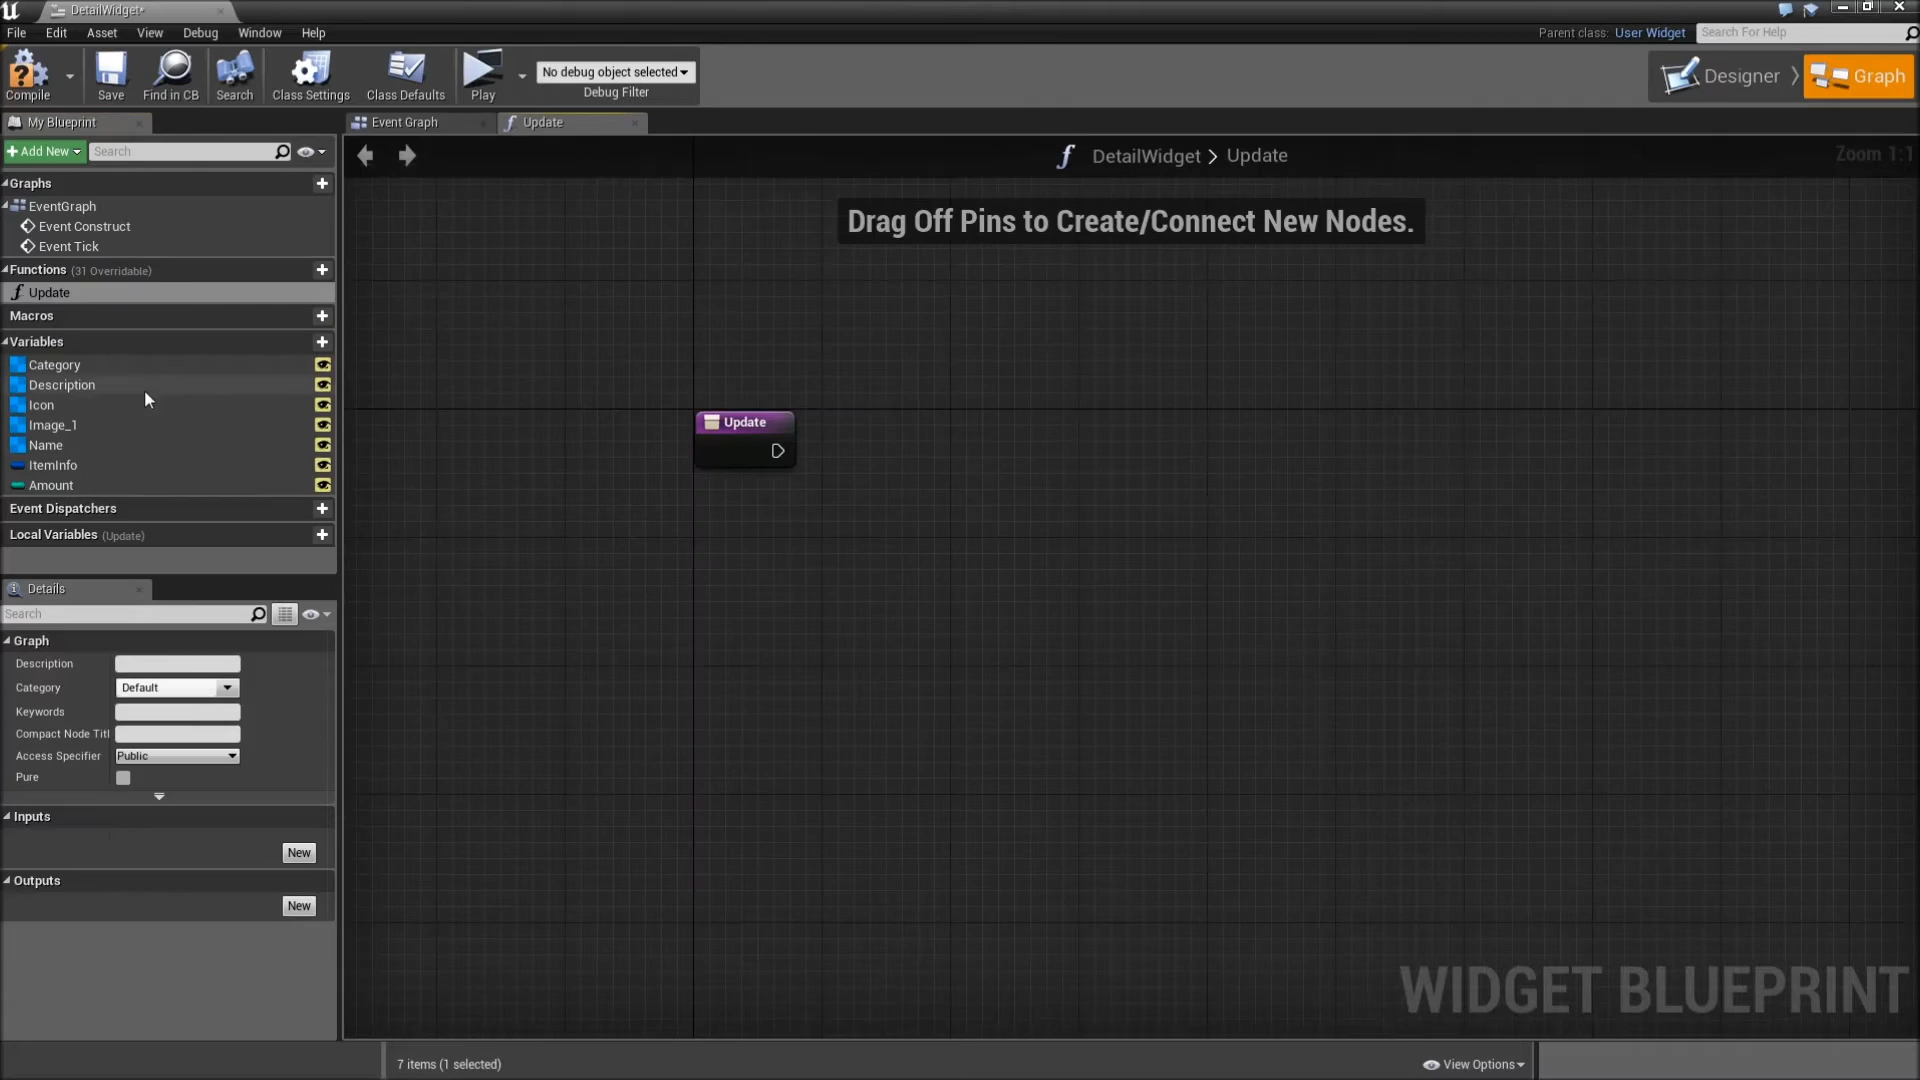 DetailWidget*
File Edit Asset View Debug Window Help
Parent class: User Widget
Search For Help
Compile
Save
Find in CB
Search
Class Settings
Class Defaults
Play
No debug object selected
Debug Filter
Designer
Graph
My Blueprint
Event Graph
Update
Add New
Search
DetailWidget > Update
Zoom 1:1
Graphs
EventGraph
Event Construct
Event Tick
Functions (31 Overridable)
Update
Macros
Variables
Category
Description
Icon
Image_1
Name
ItemInfo
Amount
Event Dispatchers
Local Variables (Update)
Drag Off Pins to Create/Connect New Nodes.
Update
Details
Search
Graph
Description
Category Default
Keywords
Compact Node Titl
Access Specifier Public
Pure
Inputs
New
Outputs
New
WIDGET BLUEPRINT
7 items (1 selected)
View Options